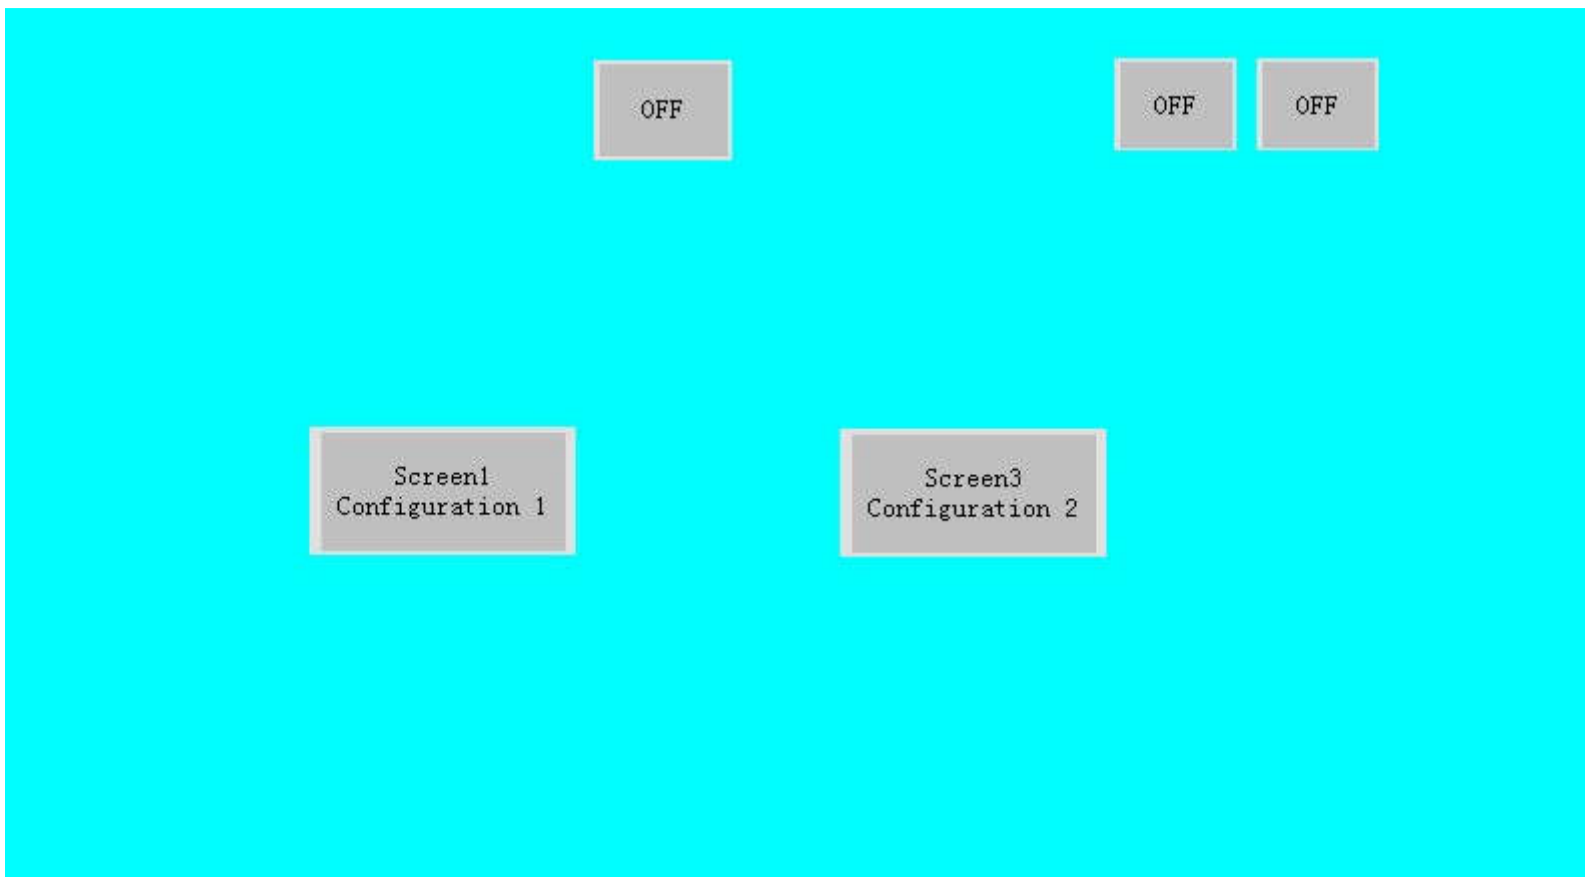 OFF
OFF
OFF
Screen1
Configuration 1
Screen3
Configuration 2